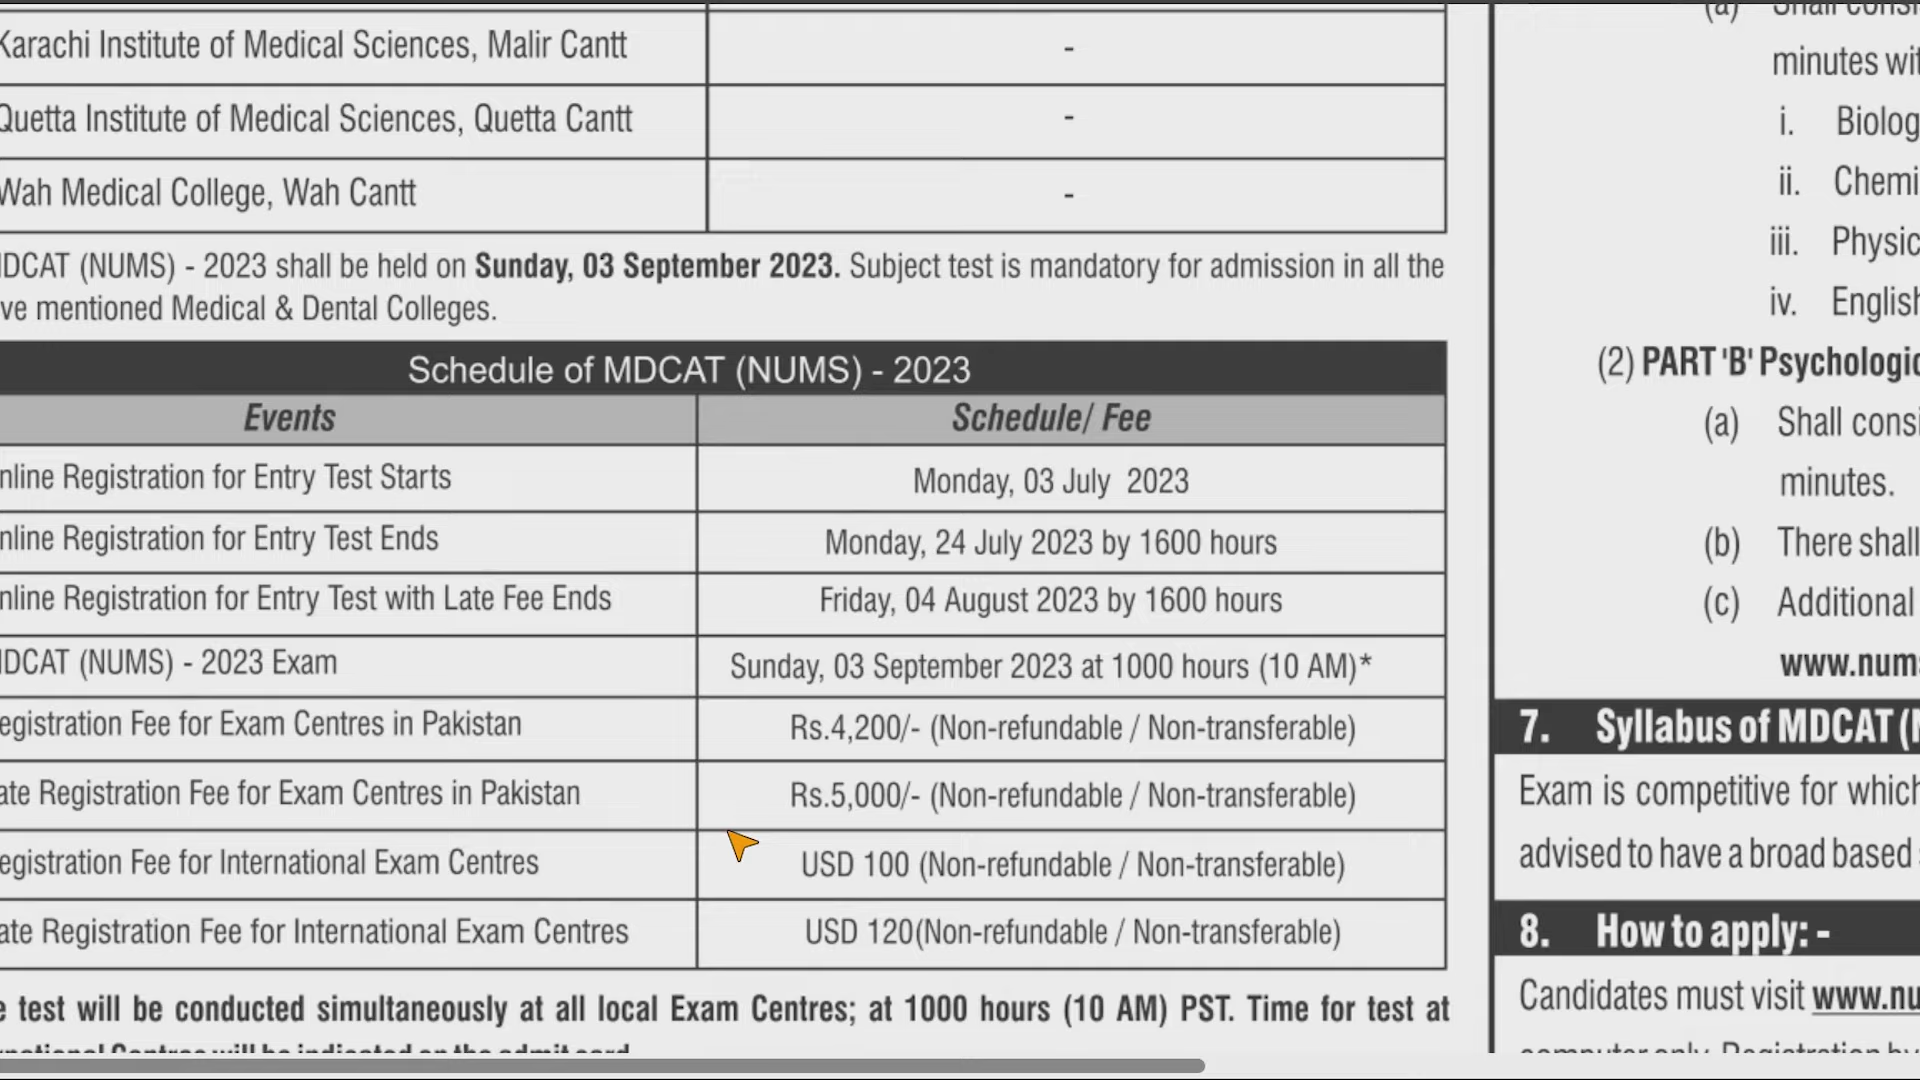 Karachi Institute of Medical Sciences, Malir Cantt -
Quetta Institute of Medical Sciences, Quetta Cantt -
Wah Medical College, Wah Cantt -
DCAT (NUMS) - 2023 shall be held on Sunday, 03 September 2023. Subject test is mandatory for admission in all the
ve mentioned Medical & Dental Colleges.
Schedule of MDCAT (NUMS) - 2023
Events Schedule/ Fee
nline Registration for Entry Test Starts Monday, 03 July 2023
nline Registration for Entry Test Ends Monday, 24 July 2023 by 1600 hours
nline Registration for Entry Test with Late Fee Ends Friday, 04 August 2023 by 1600 hours
DCAT (NUMS) - 2023 Exam Sunday, 03 September 2023 at 1000 hours (10 AM)*
egistration Fee for Exam Centres in Pakistan Rs.4,200/- (Non-refundable / Non-transferable)
ate Registration Fee for Exam Centres in Pakistan Rs.5,000/- (Non-refundable / Non-transferable)
egistration Fee for International Exam Centres USD 100 (Non-refundable / Non-transferable)
ate Registration Fee for International Exam Centres USD 120(Non-refundable / Non-transferable)
e test will be conducted simultaneously at all local Exam Centres; at 1000 hours (10 AM) PST. Time for test at
(a) Shall consi
minutes wit
i. Biolog
ii. Chemi
iii. Physic
iv. English
(2) PART 'B' Psychologic
(a) Shall consi
minutes.
(b) There shall
(c) Additional
www.nums
7. Syllabus of MDCAT (N
Exam is competitive for which
advised to have a broad based
8. How to apply: -
Candidates must visit www.nu
computer only. Registration by